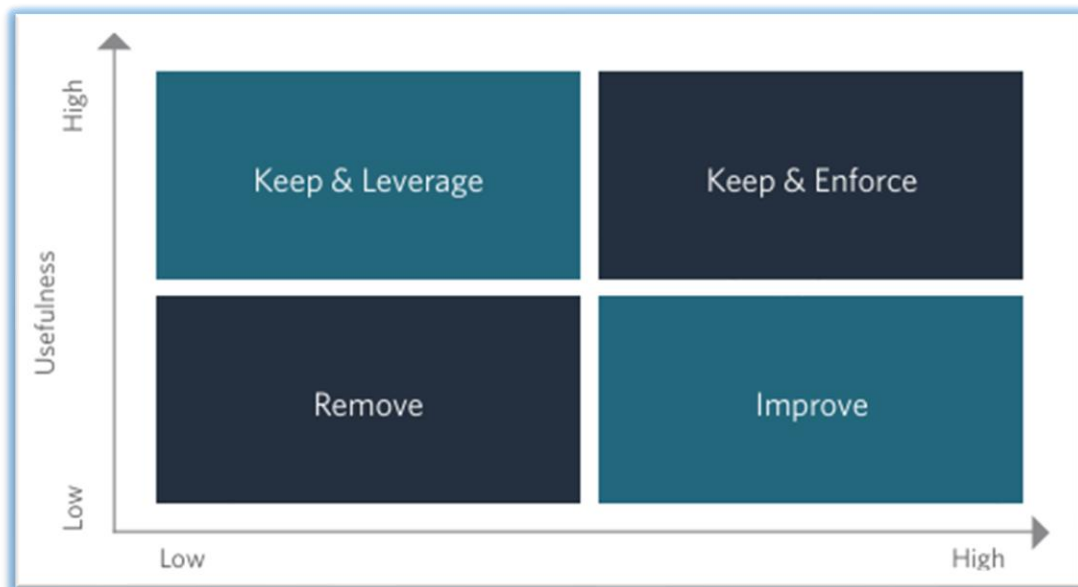 High
Keep & Leverage
Keep & Enforce
Usefulness
Remove
Improve
Low
Low
High